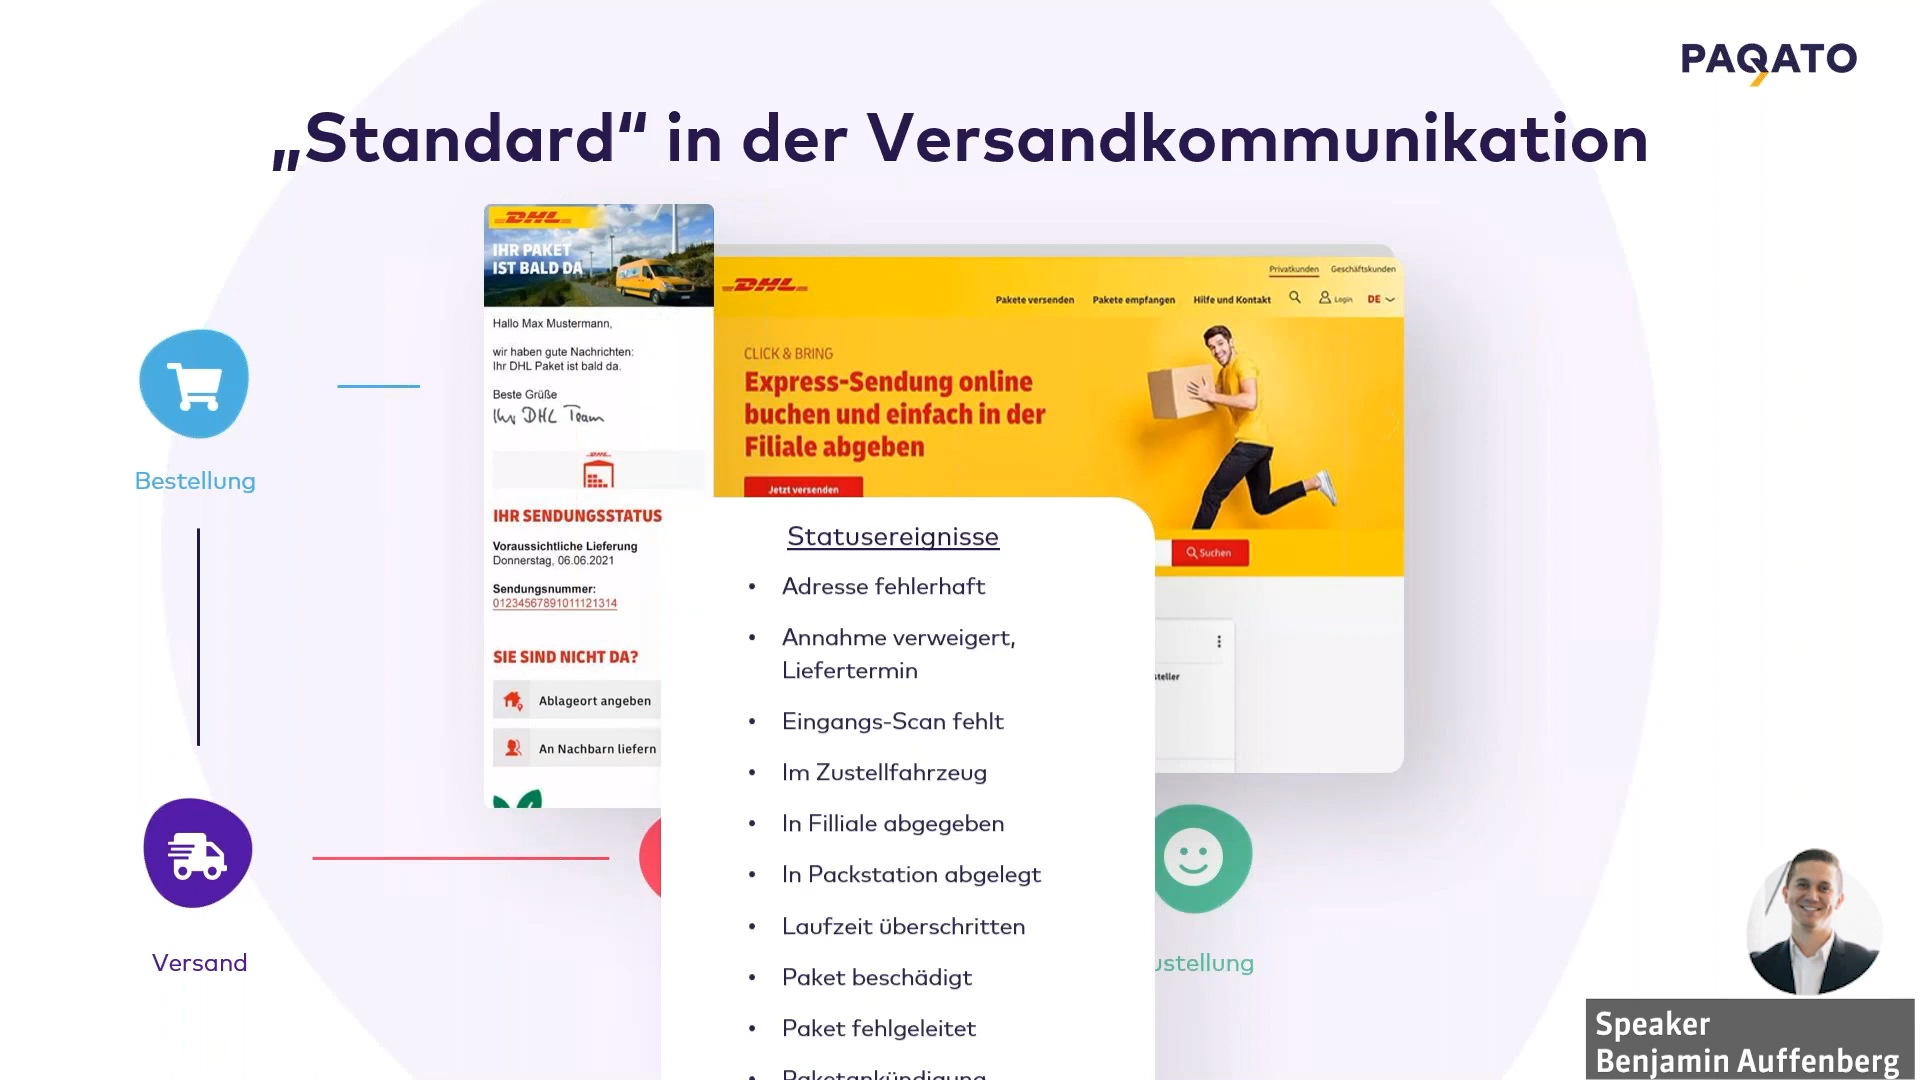 PAQATO
„Standard“ in der Versandkommunikation
DHL
IHR PAKET
IST BALD DA
Hallo Max Mustermann,
wir haben gute Nachrichten:
Ihr DHL Paket ist bald da.
Beste Grüße
Ihr DHL Team
DHL
IHR SENDUNGSSTATUS
Voraussichtliche Lieferung
Donnerstag, 06.06.2021
Sendungsnummer:
01234567891011121314
SIE SIND NICHT DA?
Ablageort angeben
An Nachbarn liefern
DHL
Privatkunden Geschäftskunden
Pakete versenden Pakete empfangen Hilfe und Kontakt Login DE
CLICK & BRING
Express-Sendung online
buchen und einfach in der
Filiale abgeben
Jetzt versenden
Suchen
steller
Statusereignisse
• Adresse fehlerhaft
• Annahme verweigert,
Liefertermin
• Eingangs-Scan fehlt
• Im Zustellfahrzeug
• In Filliale abgegeben
• In Packstation abgelegt
• Laufzeit überschritten
• Paket beschädigt
• Paket fehlgeleitet
• Paketankündigung
Bestellung
Versand
ustellung
Speaker
Benjamin Auffenberg